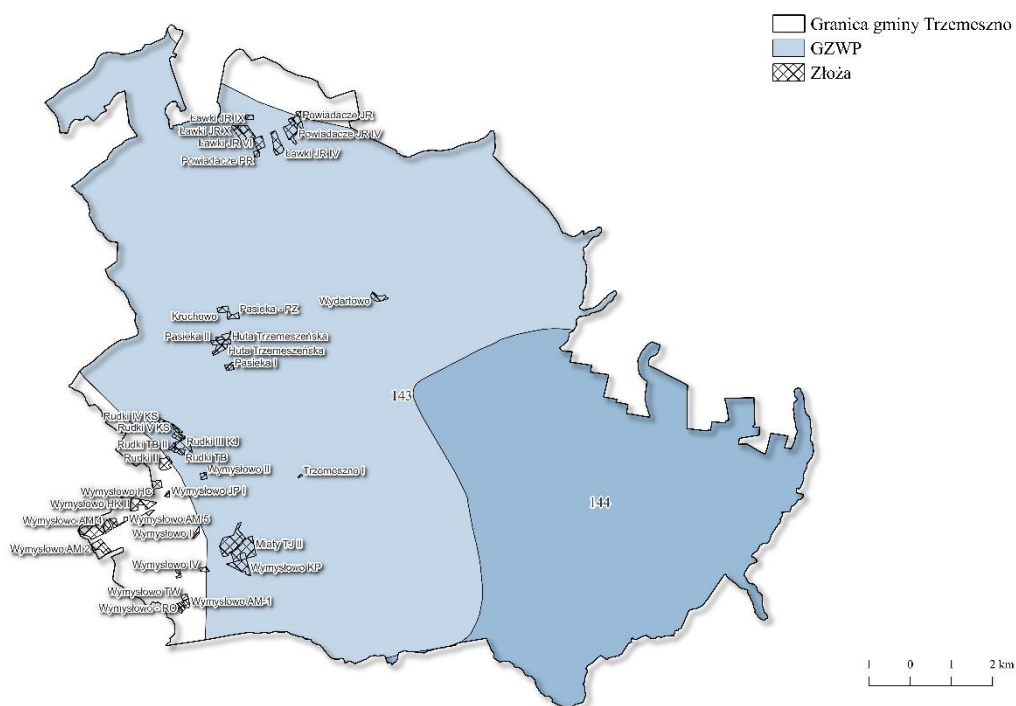 Granica gminy Trzemeszno
GZWP
Złoża
Ławki JR IX
Powiadacze JR
Ławki JR X
Powiadacze JR IV
Ławki JR VI
Ławki JR IV
Powiadacze PR
Wydartowo
Pasieka - PZ
Kruchowo
Pasieka II
Huta Trzemeszeńska
Huta Trzemeszeńska
Pasieka I
143
Rudki IV KS
Rudki V KS
Rudki TB II
Rudki III KJ
Rudki II
Rudki TB
Wymysłowo II
Trzemeszno I
Wymysłowo HC
Wymysłowo JP I
Wymysłowo HK II
Wymysłowo AM 5
Wymysłowo AM 2
Wymysłowo I
Miaty TJ II
Wymysłowo IV
Wymysłowo KP
Wymysłowo TW
Wymysłowo AM-1
Wymysłowo - RO
144
1 0 1 2 km